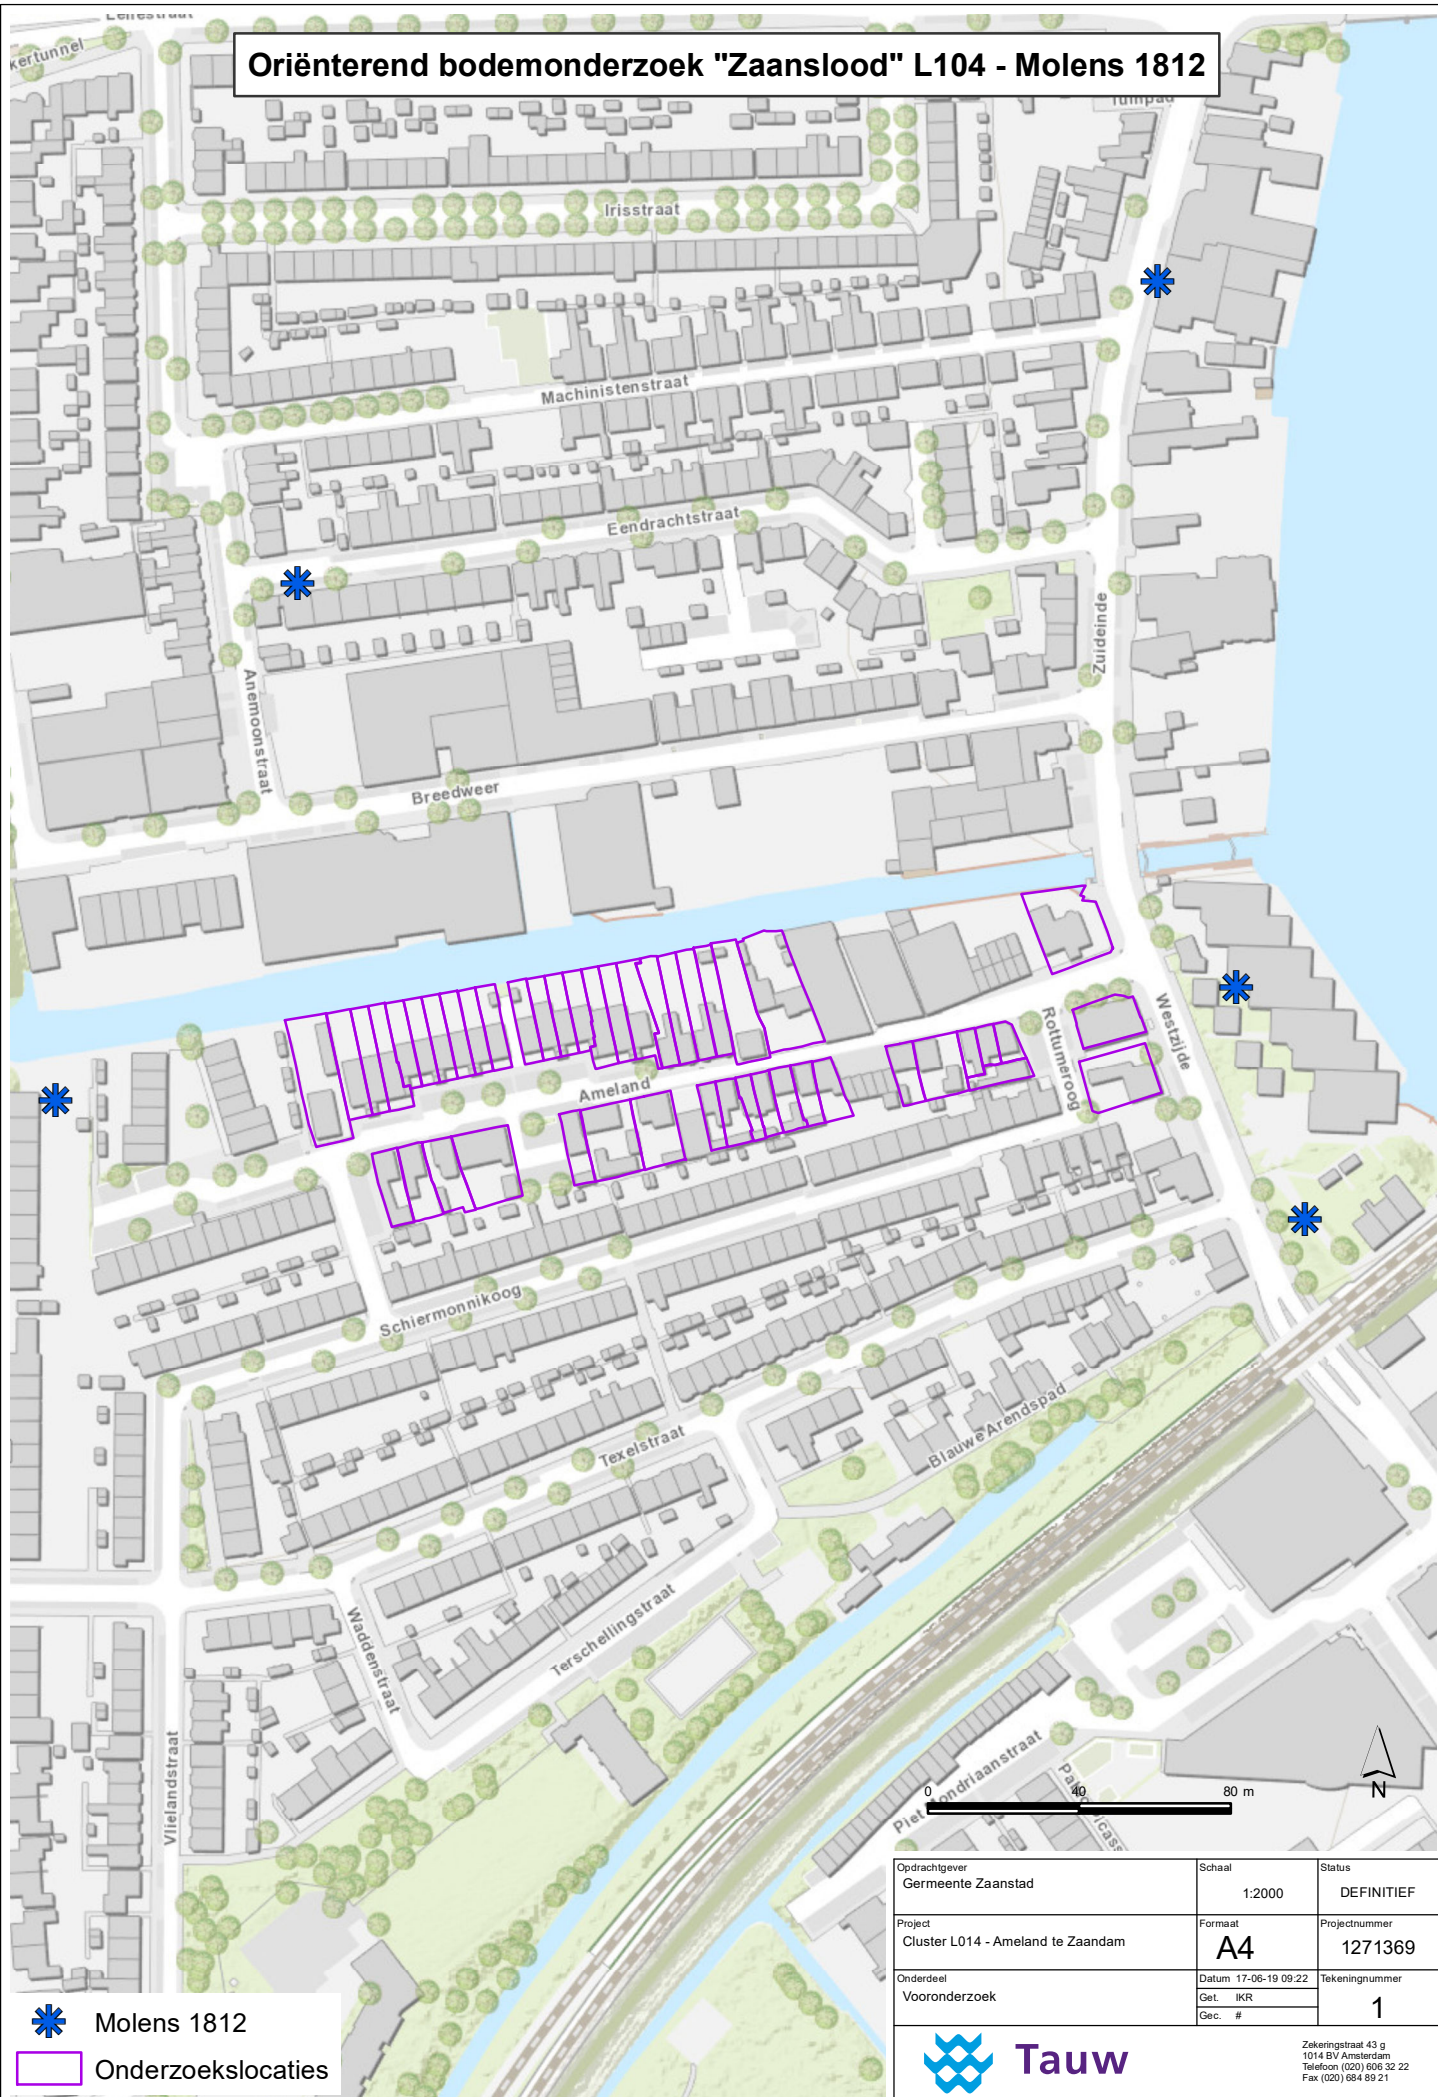 Oriënterend bodemonderzoek "Zaanslood" L104 - Molens 1812
Irisstraat
Machinistenstraat
Eendrachtstraat
Zuideinde
Anemoonstraat
Breedweer
Westzijde
Rottumeroog
Ameland
Schiermonnikoog
Blauwe Arendspad
Texelstraat
Waddenstraat
Terschellingstraat
Vlielandstraat
Piet Mondriaanstraat
0 40 80 m
N
Opdrachtgever
Germeente Zaanstad
Schaal
1:2000
Status
DEFINITIEF
Project
Cluster L014 - Ameland te Zaandam
Formaat
A4
Projectnummer
1271369
Onderdeel
Vooronderzoek
Datum 17-06-19 09:22
Get. IKR
Gec. #
Tekeningnummer
1
Tauw
Zekeringstraat 43 g
1014 BV Amsterdam
Telefoon (020) 606 32 22
Fax (020) 684 89 21
Molens 1812
Onderzoekslocaties